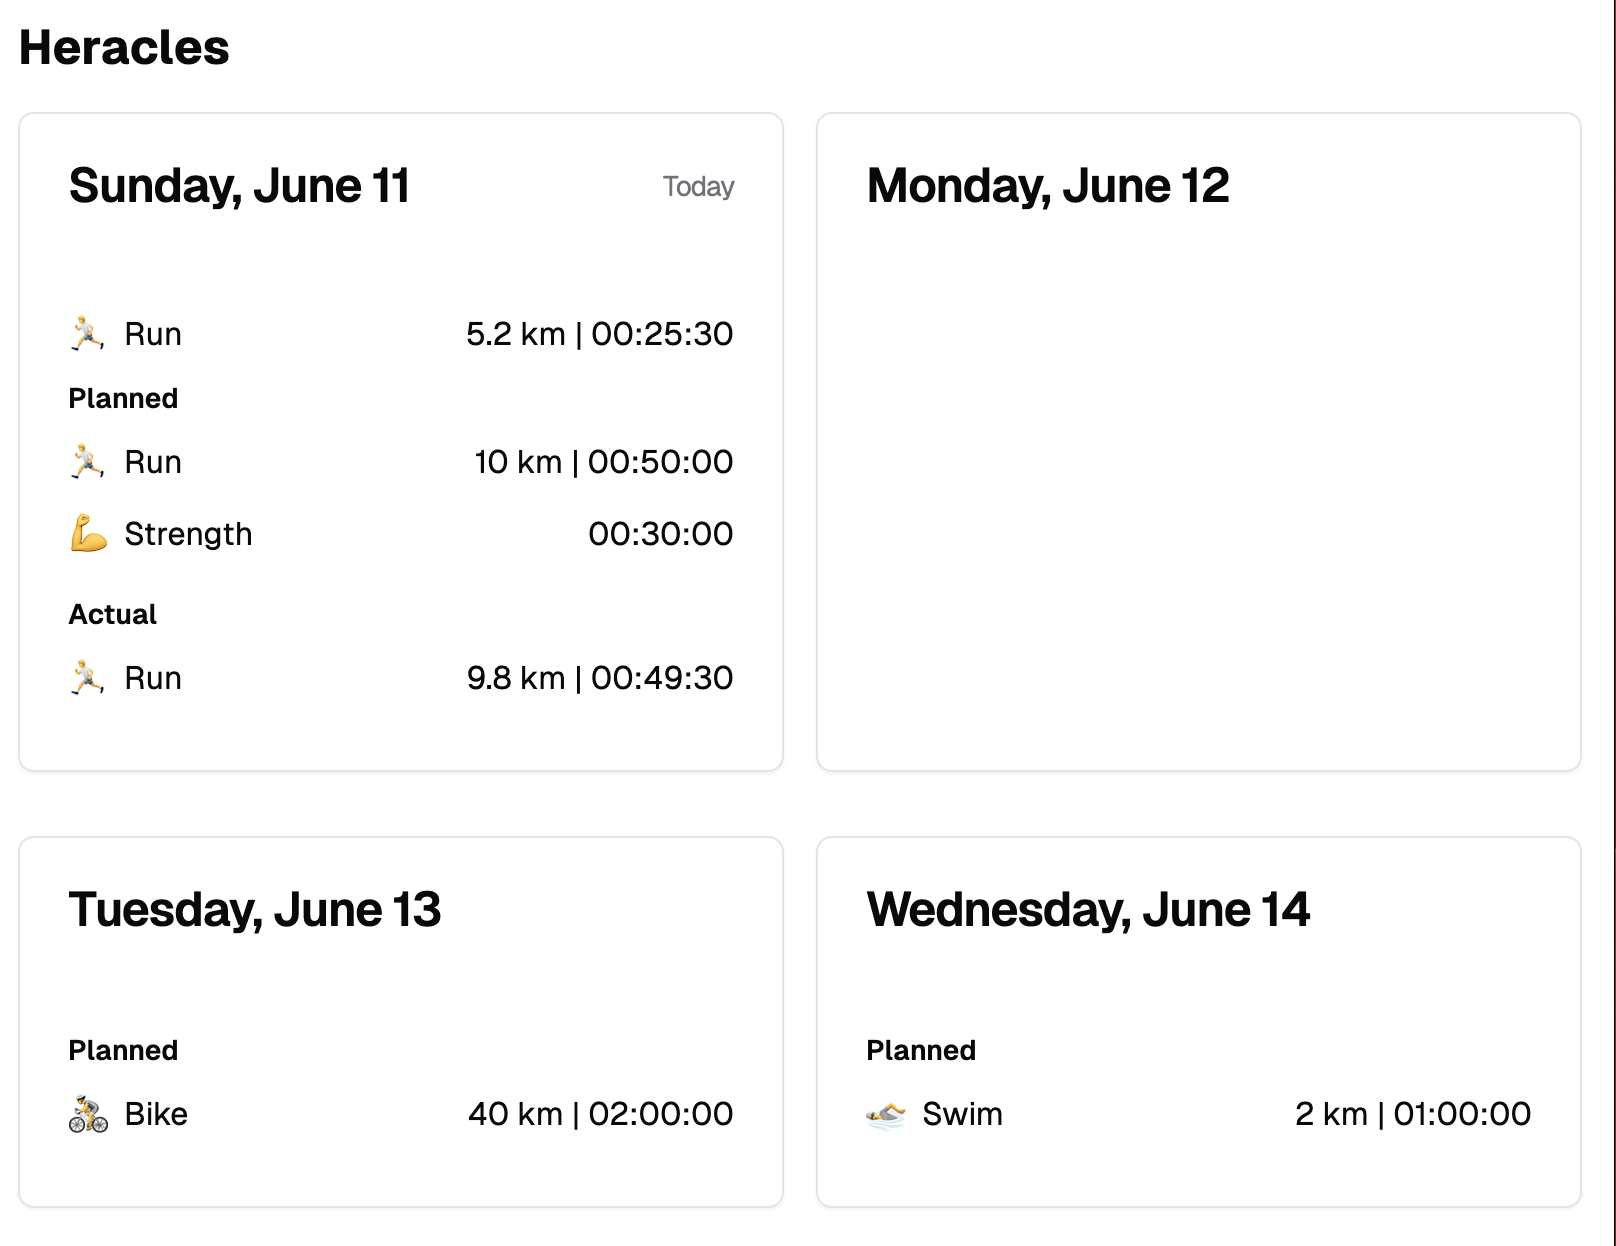 Heracles
Sunday, June 11 Today
Run 5.2 km | 00:25:30
Planned
Run 10 km | 00:50:00
Strength 00:30:00
Actual
Run 9.8 km | 00:49:30
Monday, June 12
Tuesday, June 13
Planned
Bike 40 km | 02:00:00
Wednesday, June 14
Planned
Swim 2 km | 01:00:00